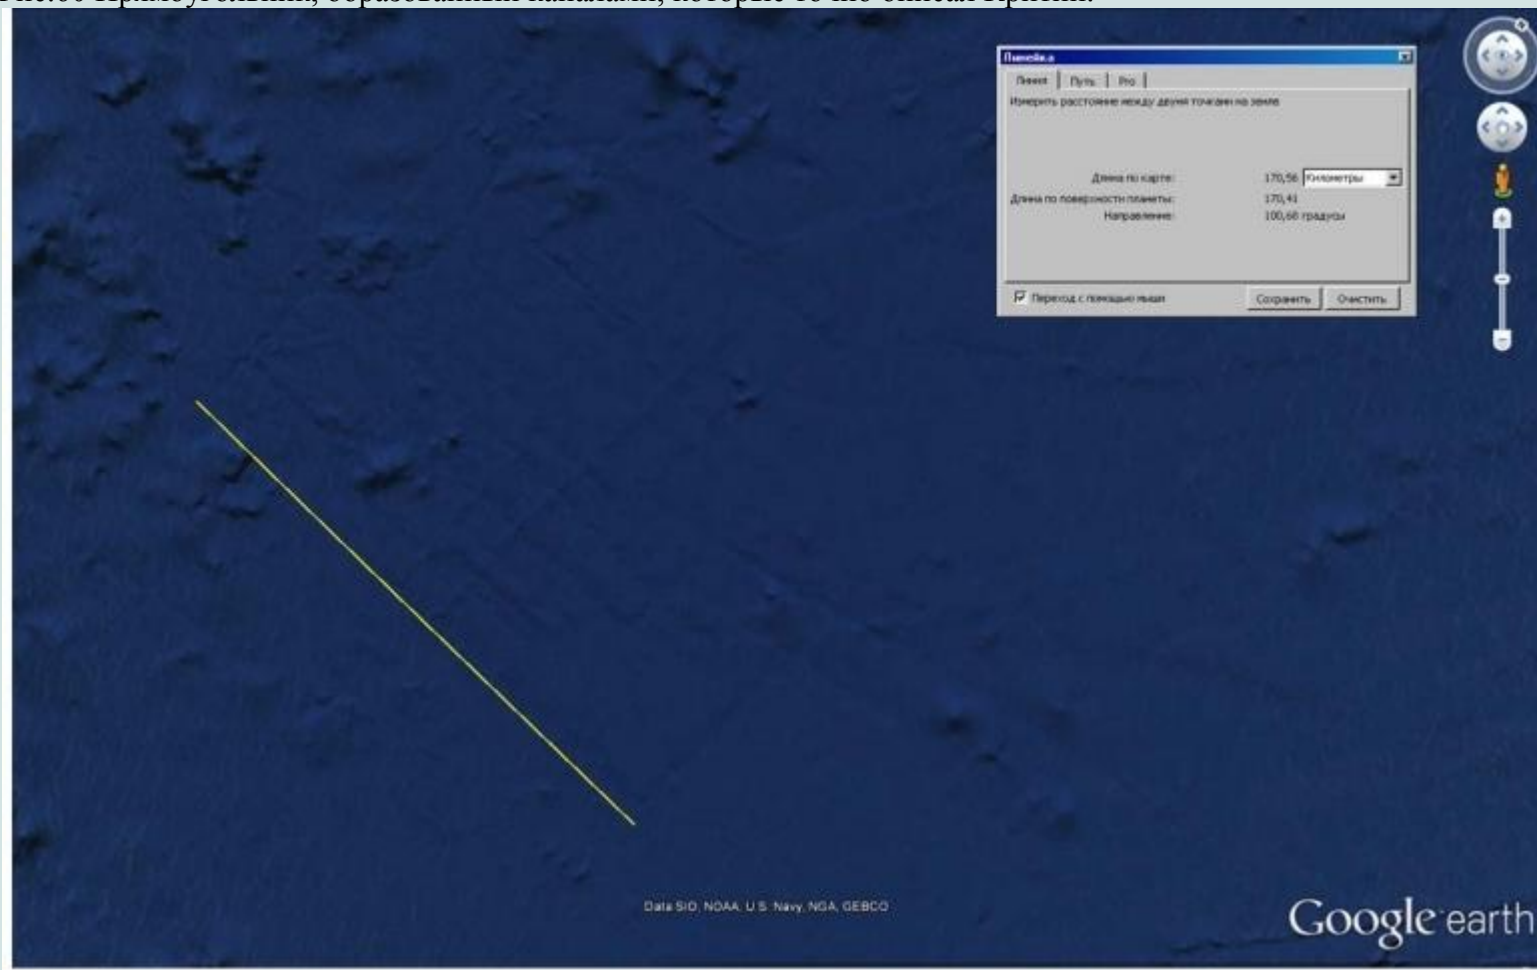 Линейка
Линия Путь Pro
Измерить расстояние между двумя точками на земле
Длина по карте: 170,56 Километры
Длина по поверхности планеты: 170,41
Направление: 100,68 градусы
Переход с помощью мыши Сохранить Очистить
Data SIO, NOAA, U.S. Navy, NGA, GEBCO
Google earth